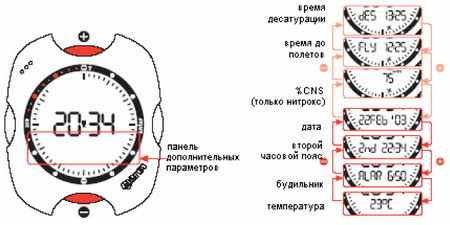 20:34
панель
дополнительных
параметров
время
десатурации
dES 13:25
время до
полетов
FLY 12:25
%CNS
(только нитрокс)
75
дата
22FEb '03
второй
часовой пояс
2nd 22:34
будильник
ALAr 6:50
температура
23°C